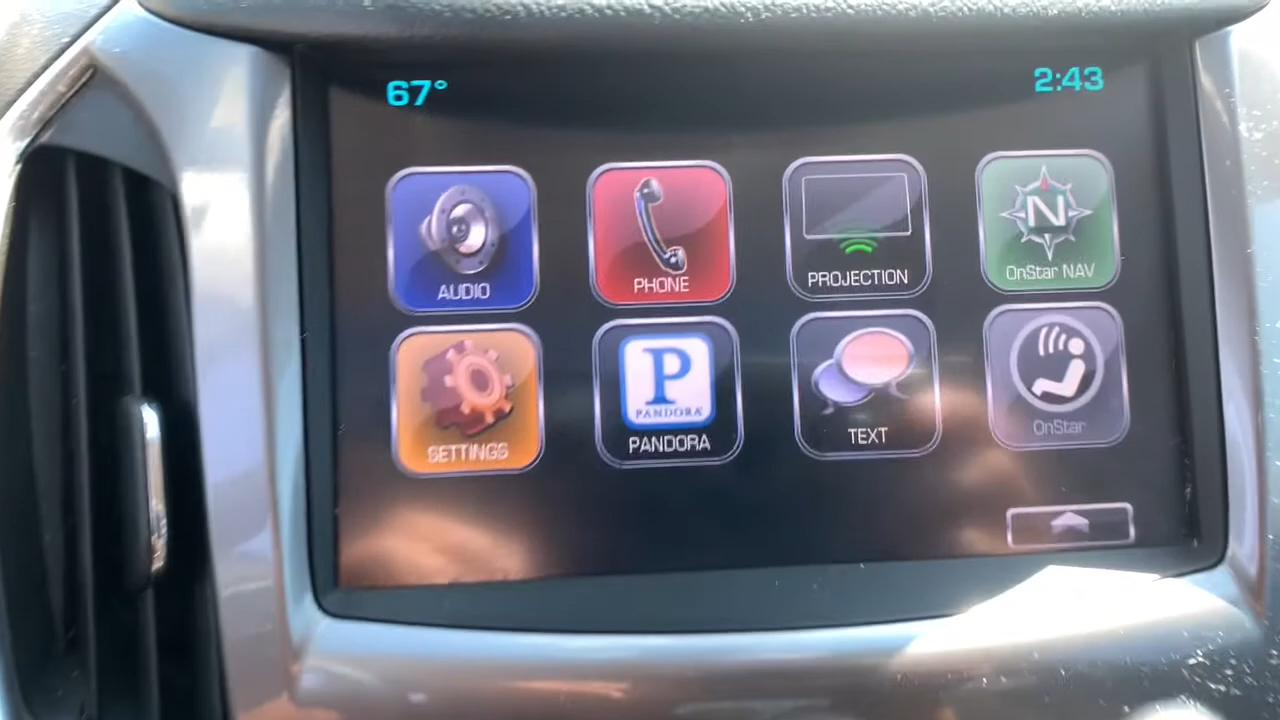 67° 2:43
AUDIO PHONE PROJECTION N OnStar NAV
SETTINGS P PANDORA PANDORA TEXT OnStar